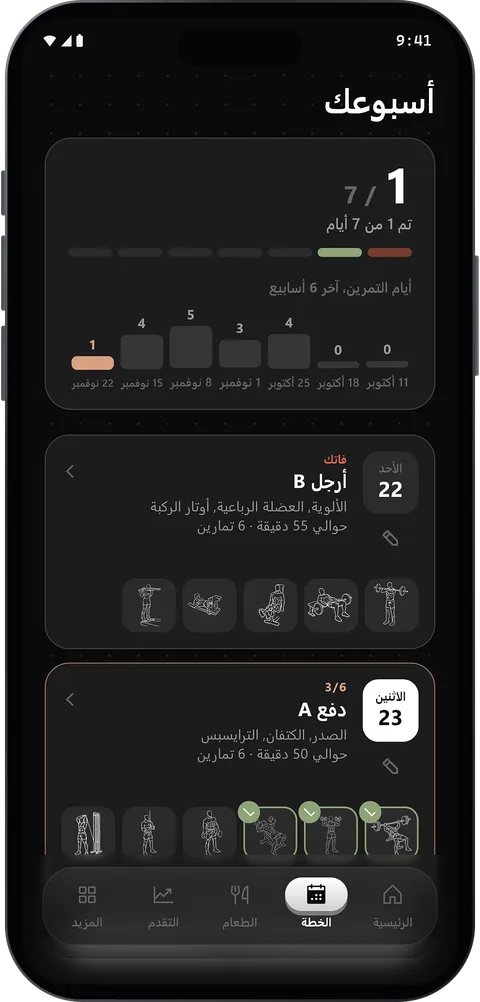 9:41
أسبوعك
1 / 7
تم 1 من 7 أيام
أيام التمرين، آخر 6 أسابيع
0 0 4 3 5 4 1
11 أكتوبر 18 أكتوبر 25 أكتوبر 1 نوفمبر 8 نوفمبر 15 نوفمبر 22 نوفمبر
الأحد
22
فاتك
أرجل B
الألوية, العضلة الرباعية, أوتار الركبة
حوالي 55 دقيقة · 6 تمارين
الاثنين
23
3/6
دفع A
الصدر, الكتفان, الترايسبس
حوالي 50 دقيقة · 6 تمارين
الرئيسية الخطة الطعام التقدم المزيد